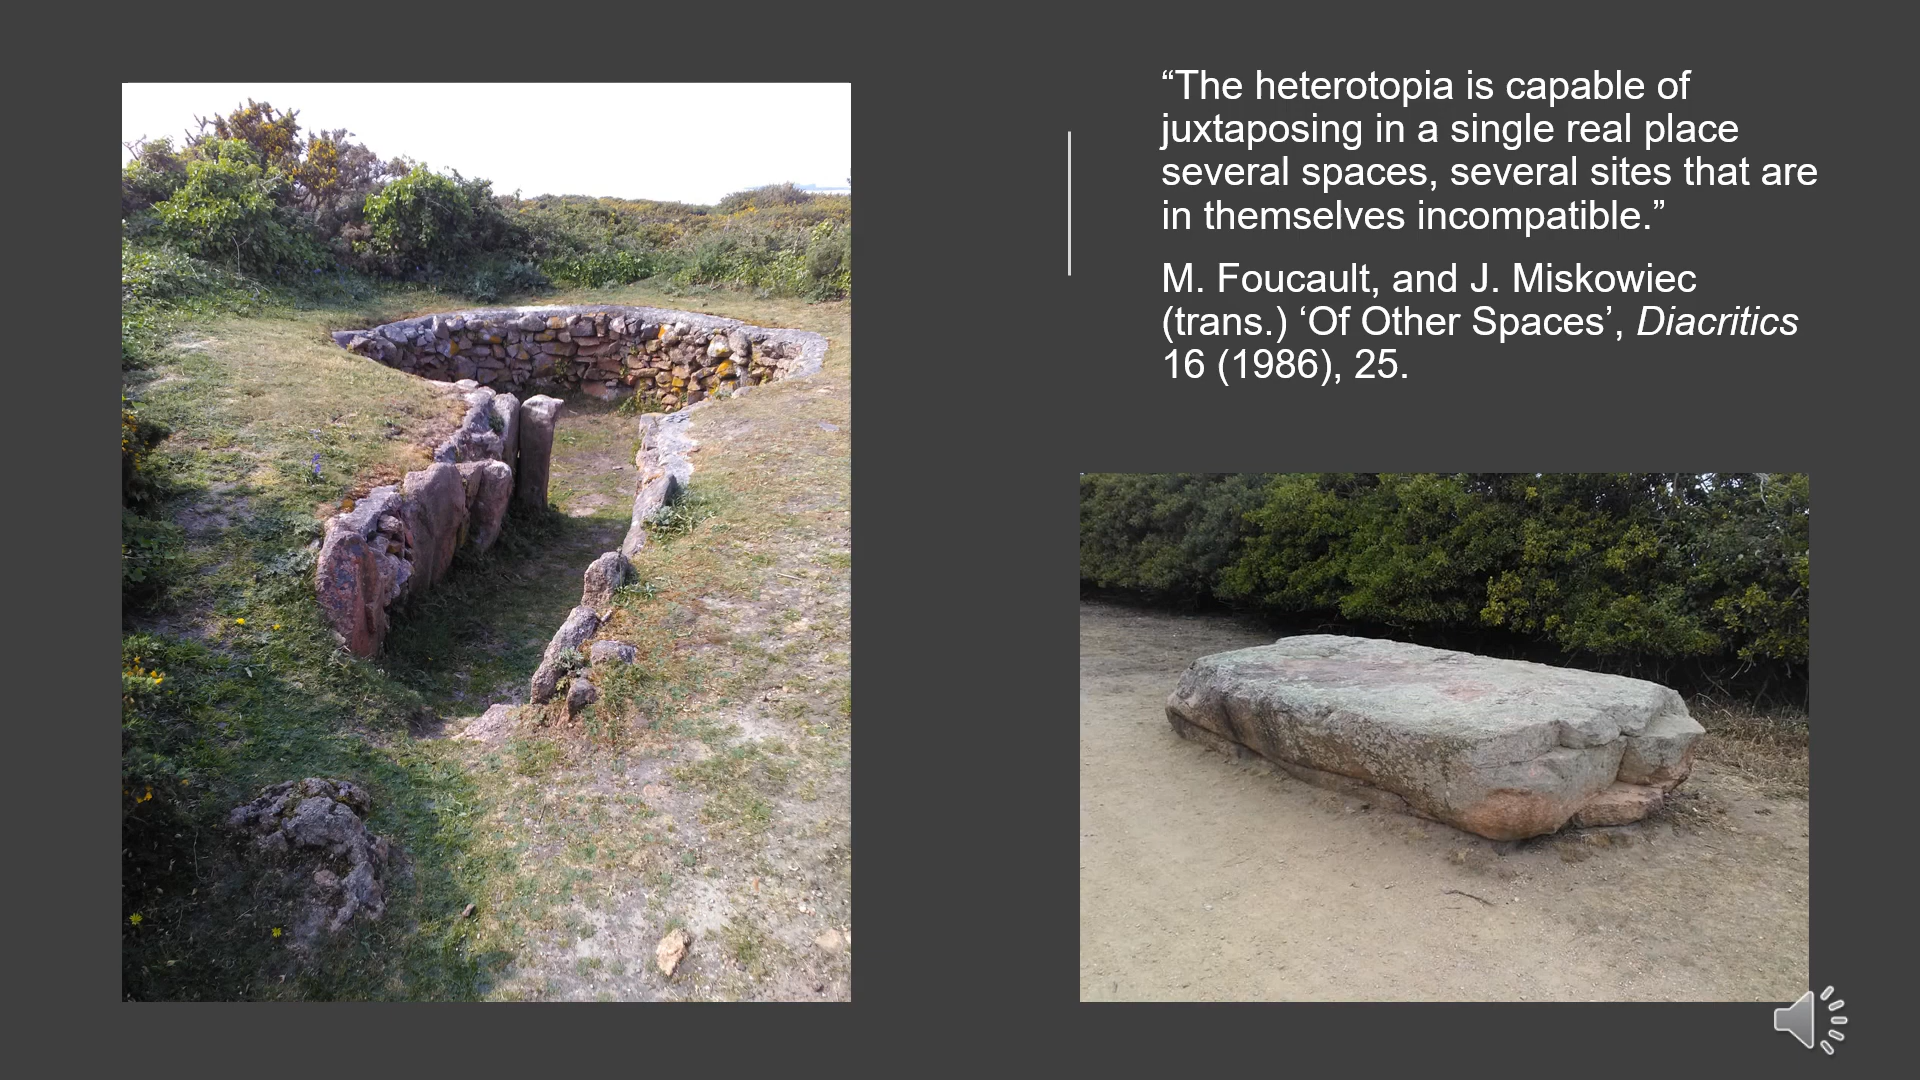 “The heterotopia is capable of
juxtaposing in a single real place
several spaces, several sites that are
in themselves incompatible.”
M. Foucault, and J. Miskowiec
(trans.) ‘Of Other Spaces’, Diacritics
16 (1986), 25.